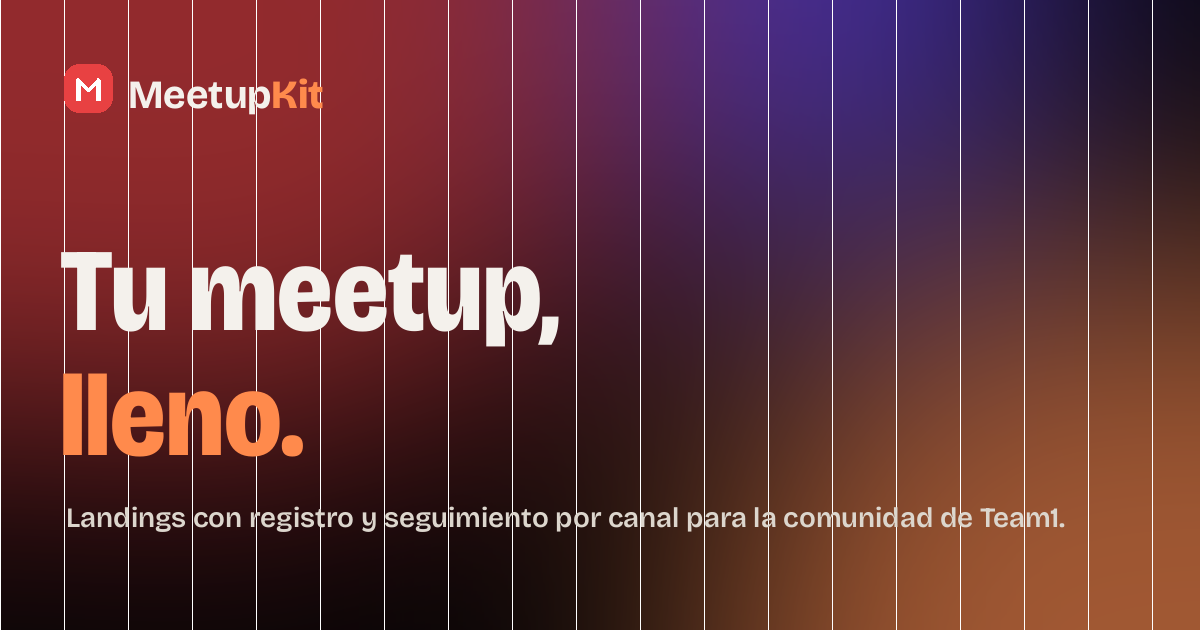 M MeetupKit
Tu meetup,
lleno.
Landings con registro y seguimiento por canal para la comunidad de Team1.